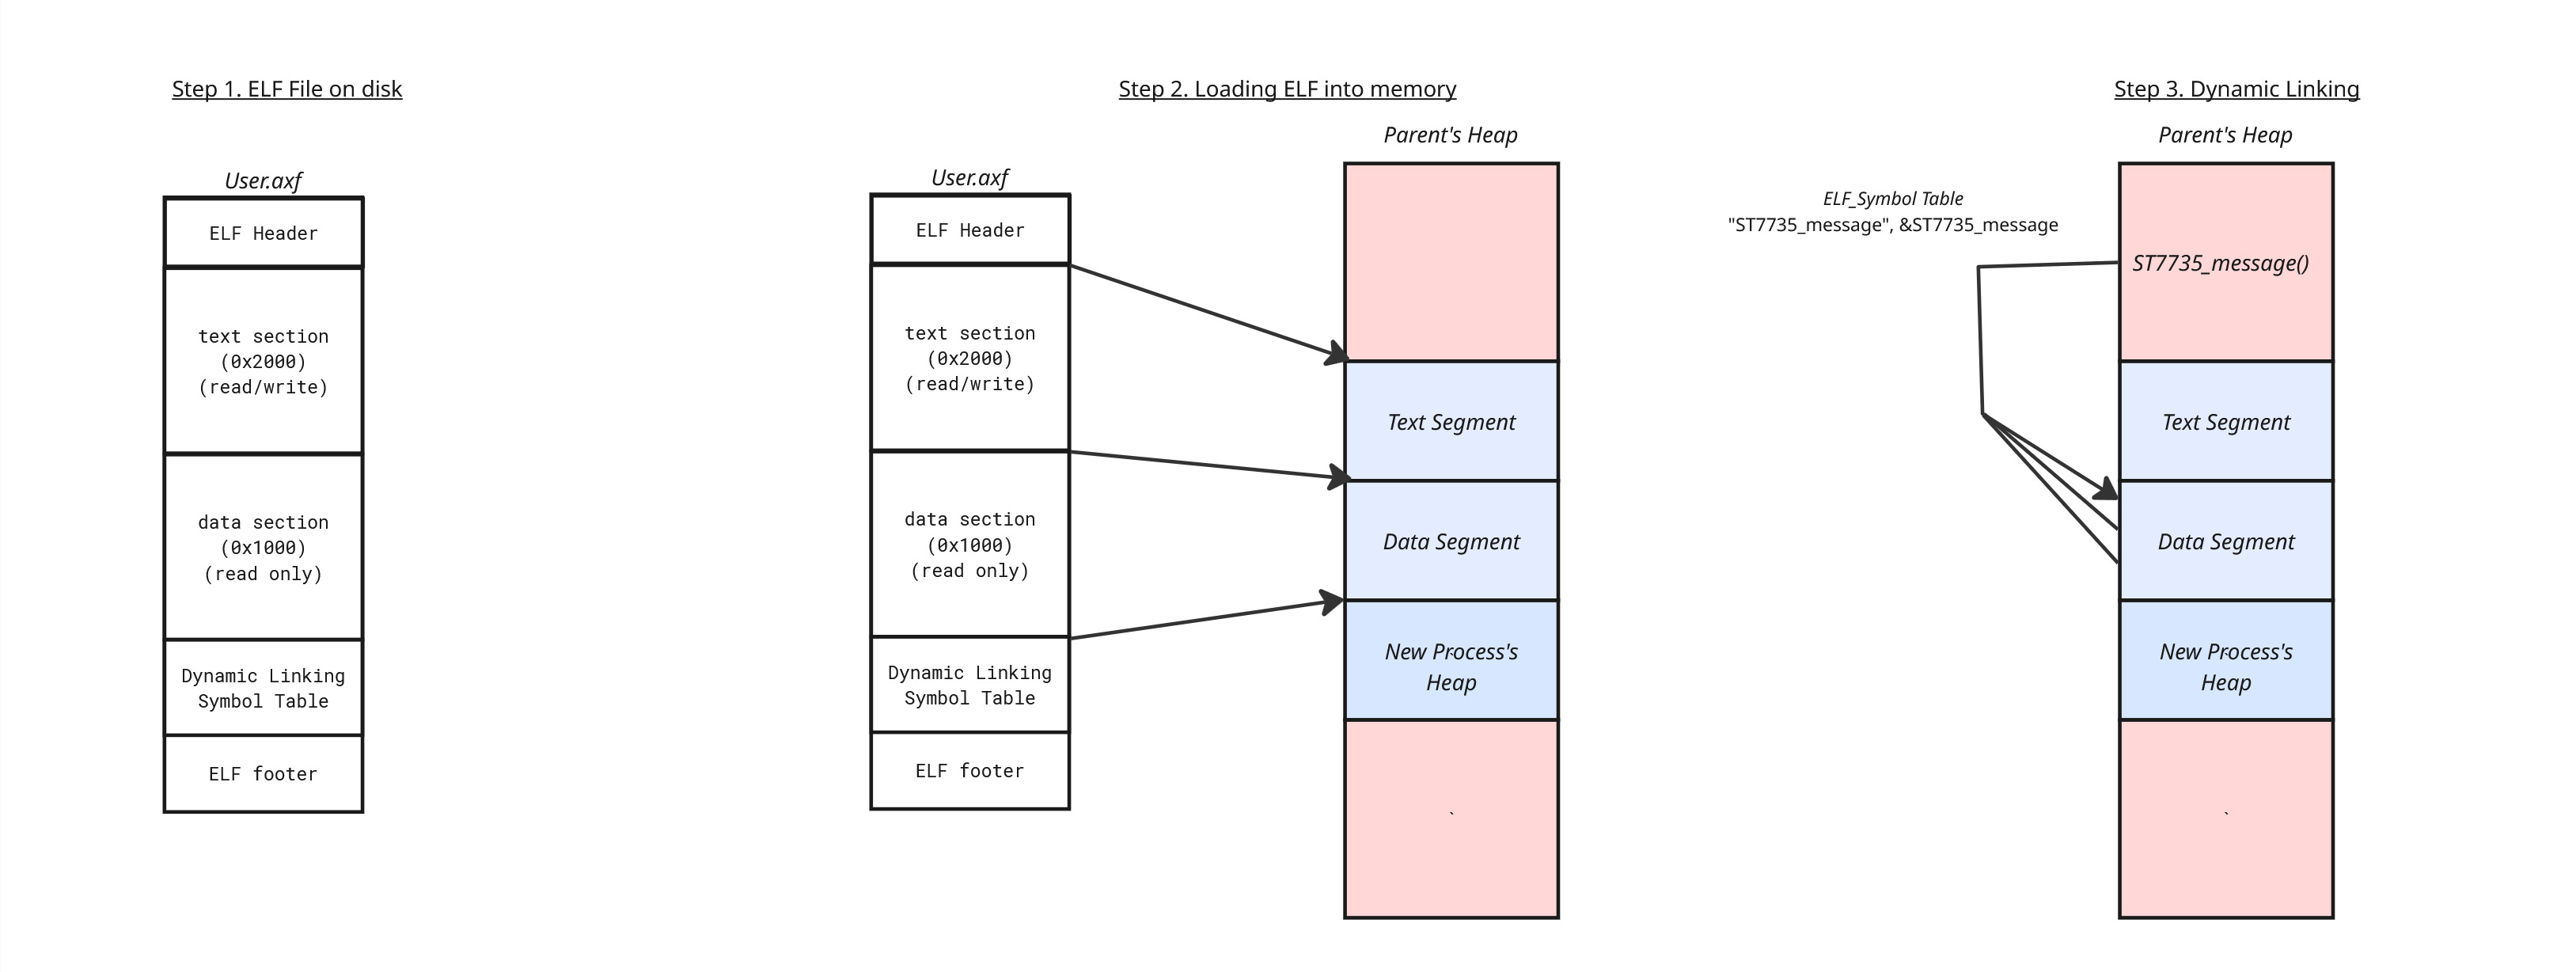 Step 1. ELF File on disk
User.axf
ELF Header
text section
(0x2000)
(read/write)
data section
(0x1000)
(read only)
Dynamic Linking
Symbol Table
ELF footer
Step 2. Loading ELF into memory
User.axf
ELF Header
text section
(0x2000)
(read/write)
data section
(0x1000)
(read only)
Dynamic Linking
Symbol Table
ELF footer
Parent's Heap
Text Segment
Data Segment
New Process's
Heap
`
Step 3. Dynamic Linking
ELF_Symbol Table
"ST7735_message", &ST7735_message
Parent's Heap
ST7735_message()
Text Segment
Data Segment
New Process's
Heap
`